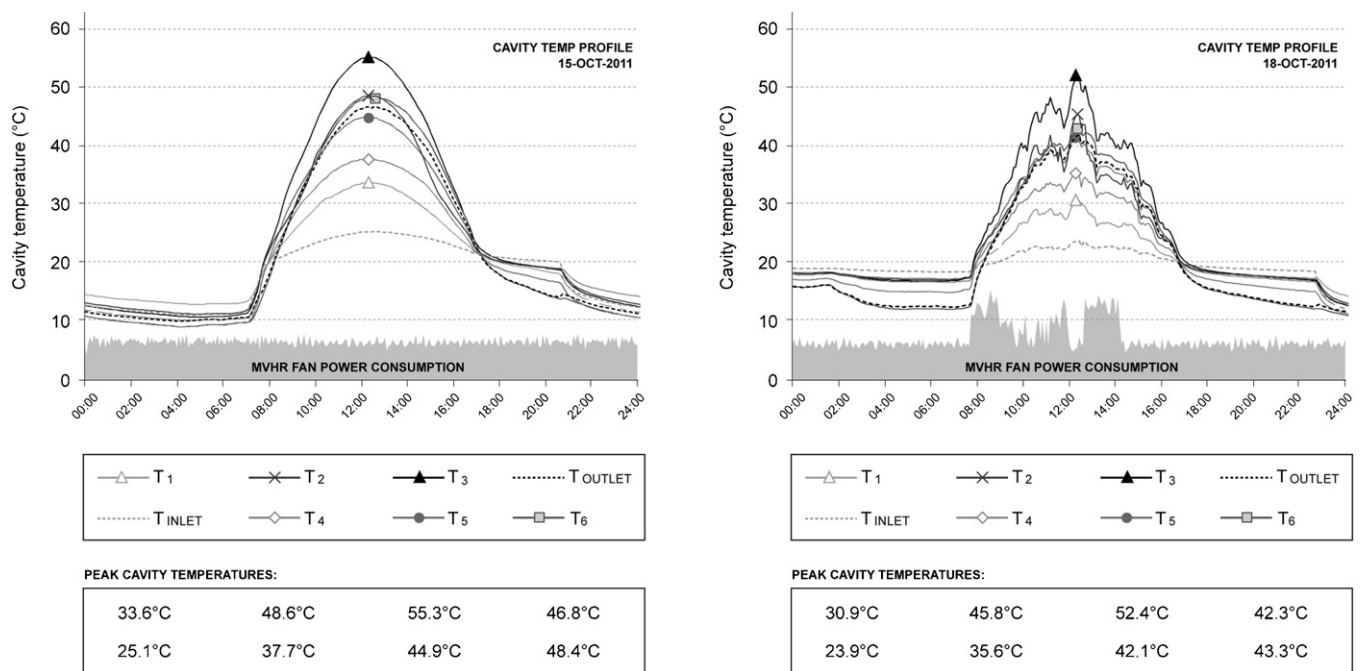 CAVITY TEMP PROFILE
15-OCT-2011
Cavity temperature (°C)
60
50
40
30
20
10
0
MVHR FAN POWER CONSUMPTION
00:00 02:00 04:00 06:00 08:00 10:00 12:00 14:00 16:00 18:00 20:00 22:00 24:00
T1 T2 T3 TOUTLET
TINLET T4 T5 T6
PEAK CAVITY TEMPERATURES:
33.6°C 48.6°C 55.3°C 46.8°C
25.1°C 37.7°C 44.9°C 48.4°C
CAVITY TEMP PROFILE
18-OCT-2011
Cavity temperature (°C)
60
50
40
30
20
10
0
MVHR FAN POWER CONSUMPTION
00:00 02:00 04:00 06:00 08:00 10:00 12:00 14:00 16:00 18:00 20:00 22:00 24:00
T1 T2 T3 TOUTLET
TINLET T4 T5 T6
PEAK CAVITY TEMPERATURES:
30.9°C 45.8°C 52.4°C 42.3°C
23.9°C 35.6°C 42.1°C 43.3°C